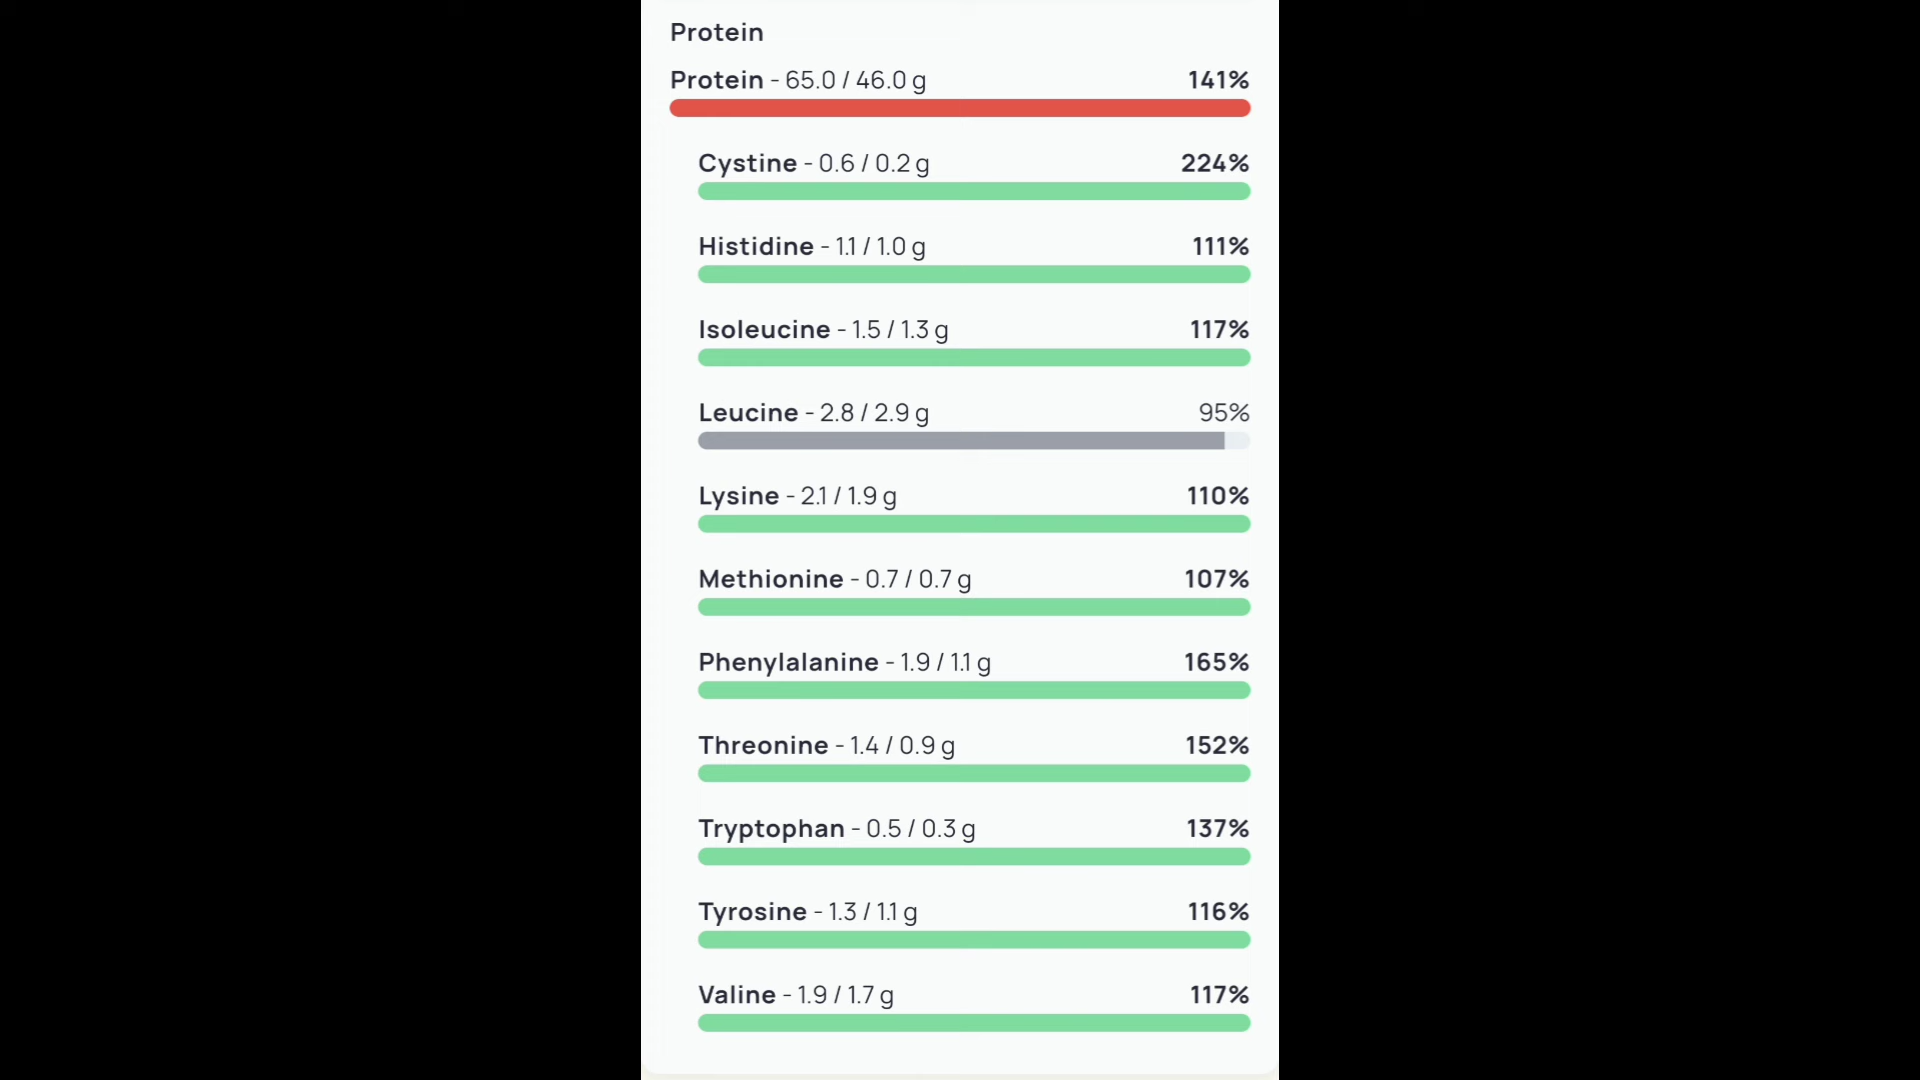 Protein
Protein - 65.0 / 46.0 g 141%
Cystine - 0.6 / 0.2 g 224%
Histidine - 1.1 / 1.0 g 111%
Isoleucine - 1.5 / 1.3 g 117%
Leucine - 2.8 / 2.9 g 95%
Lysine - 2.1 / 1.9 g 110%
Methionine - 0.7 / 0.7 g 107%
Phenylalanine - 1.9 / 1.1 g 165%
Threonine - 1.4 / 0.9 g 152%
Tryptophan - 0.5 / 0.3 g 137%
Tyrosine - 1.3 / 1.1 g 116%
Valine - 1.9 / 1.7 g 117%